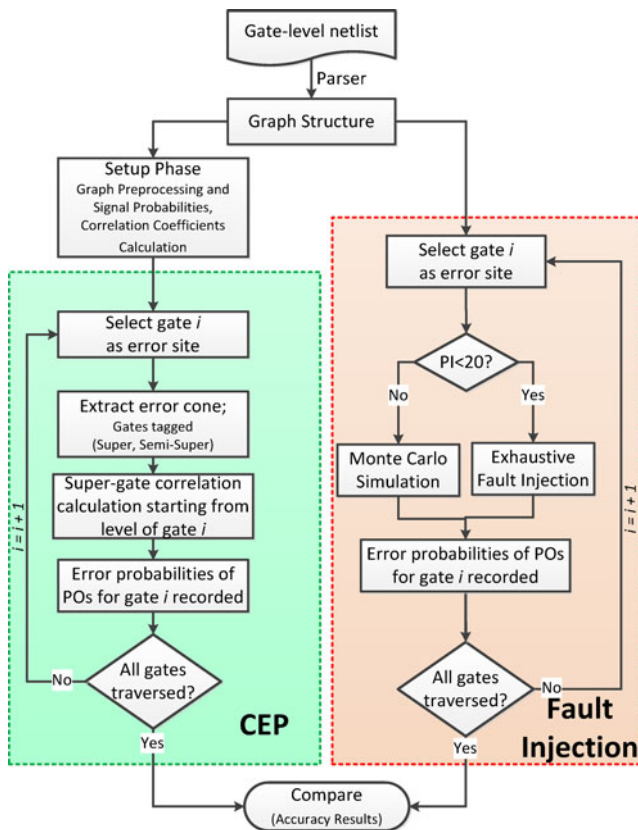 Gate-level netlist
Parser
Graph Structure
Setup Phase
Graph Preprocessing and
Signal Probabilities,
Correlation Coefficients
Calculation
Select gate i
as error site
Extract error cone;
Gates tagged
(Super, Semi-Super)
Super-gate correlation
calculation starting from
level of gate i
Error probabilities of
POs for gate i recorded
All gates
traversed?
No
Yes
i = i + 1
CEP
Select gate i
as error site
PI<20?
No
Yes
Monte Carlo
Simulation
Exhaustive
Fault Injection
Error probabilities of POs
for gate i recorded
All gates
traversed?
No
Yes
i = i + 1
Fault
Injection
Compare
(Accuracy Results)